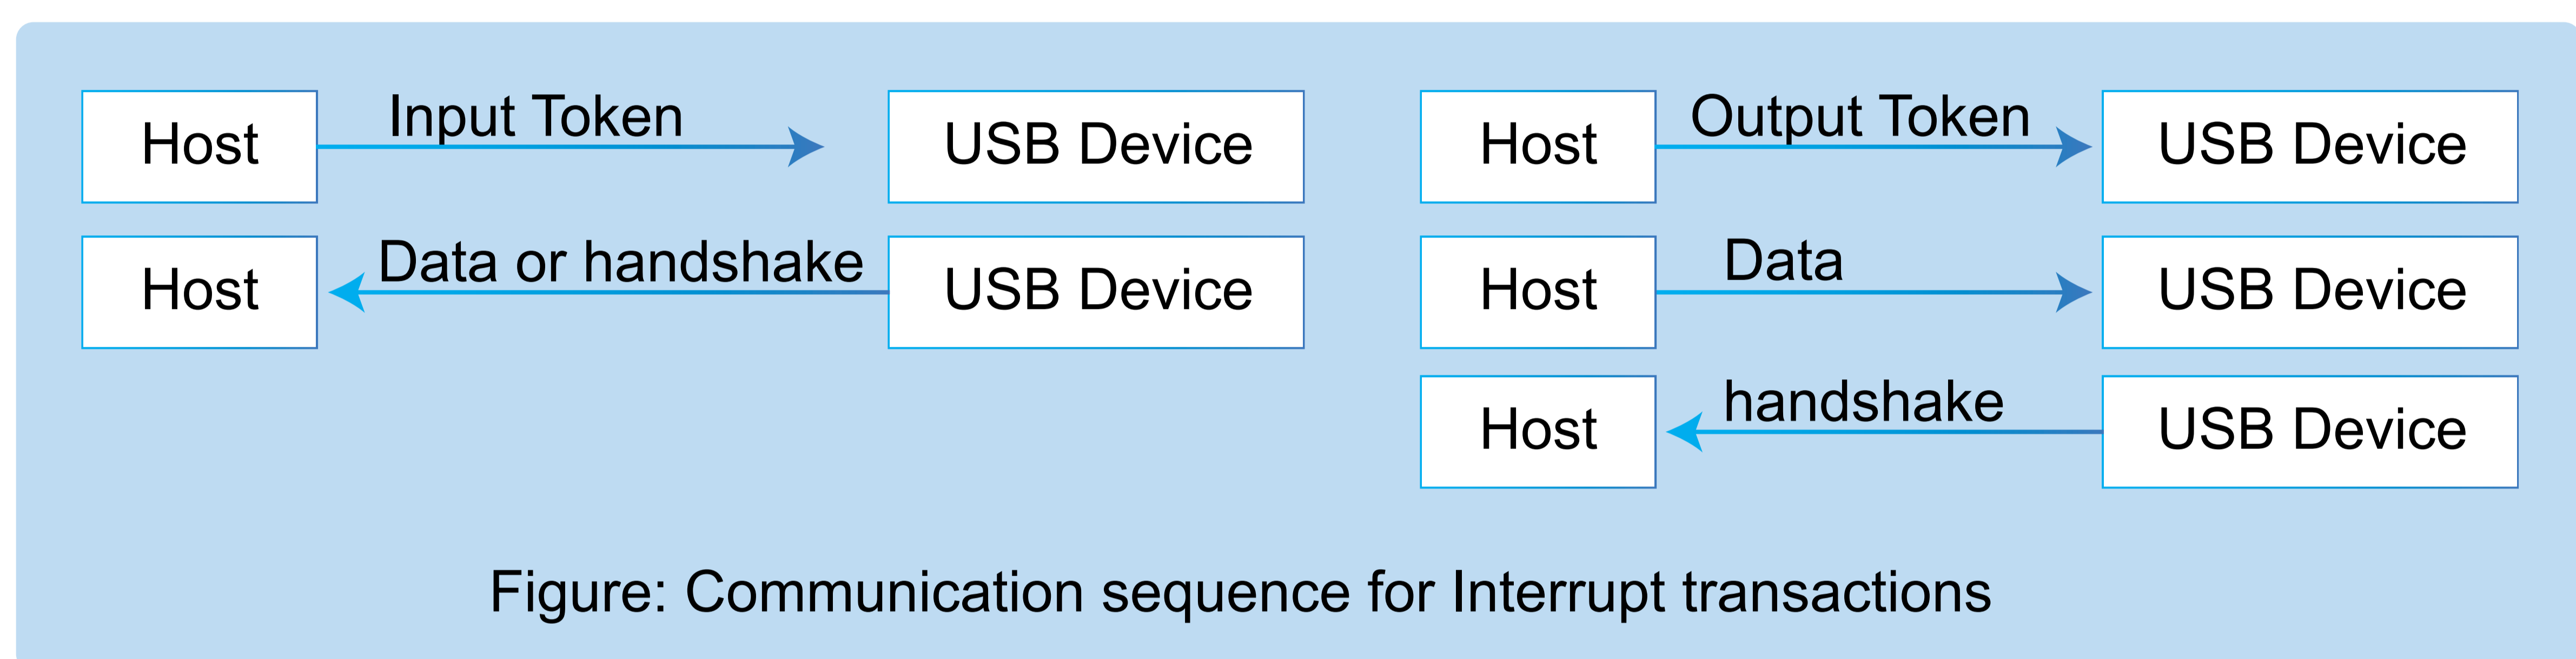 Host Input Token USB Device
Host Data or handshake USB Device
Host Output Token USB Device
Host Data USB Device
Host handshake USB Device
Figure: Communication sequence for Interrupt transactions